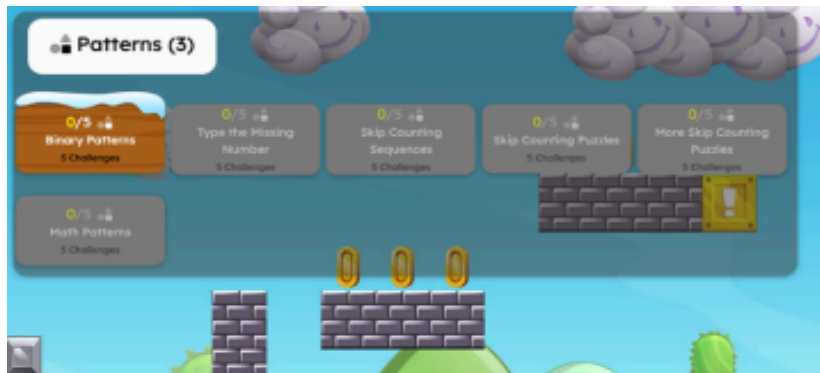 Patterns (3)
0/5
Binary Patterns
5 Challenges
0/5
Type the Missing
Number
5 Challenges
0/5
Skip Counting
Sequences
5 Challenges
0/5
Skip Counting Puzzles
5 Challenges
0/5
More Skip Counting
Puzzles
5 Challenges
0/5
Math Patterns
5 Challenges
!